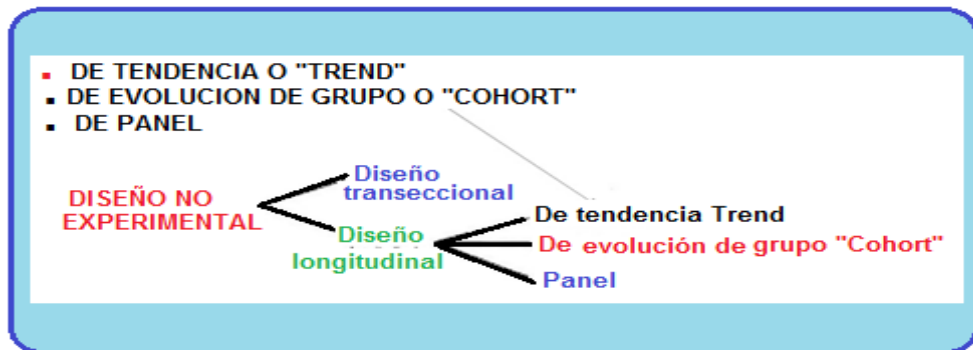 DE TENDENCIA O "TREND"
DE EVOLUCION DE GRUPO O "COHORT"
DE PANEL
DISEÑO NO
EXPERIMENTAL
Diseño
transeccional
Diseño
longitudinal
De tendencia Trend
De evolución de grupo "Cohort"
Panel